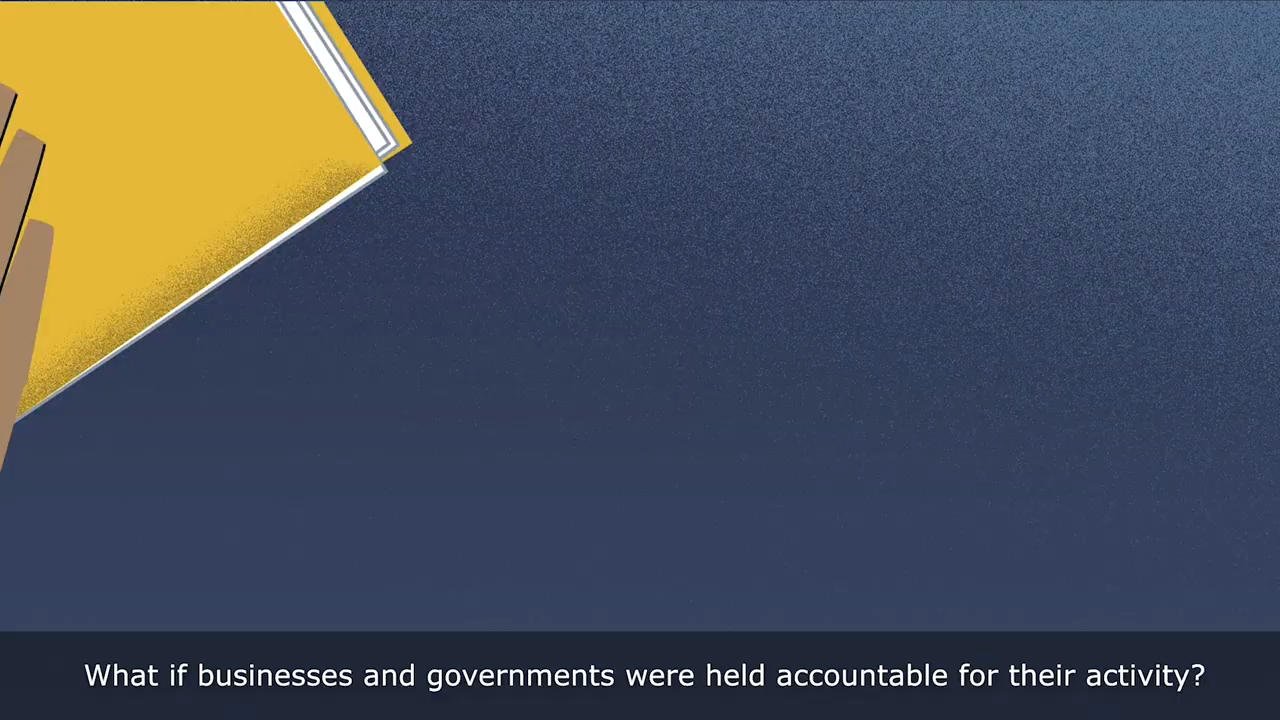 What if businesses and governments were held accountable for their activity?